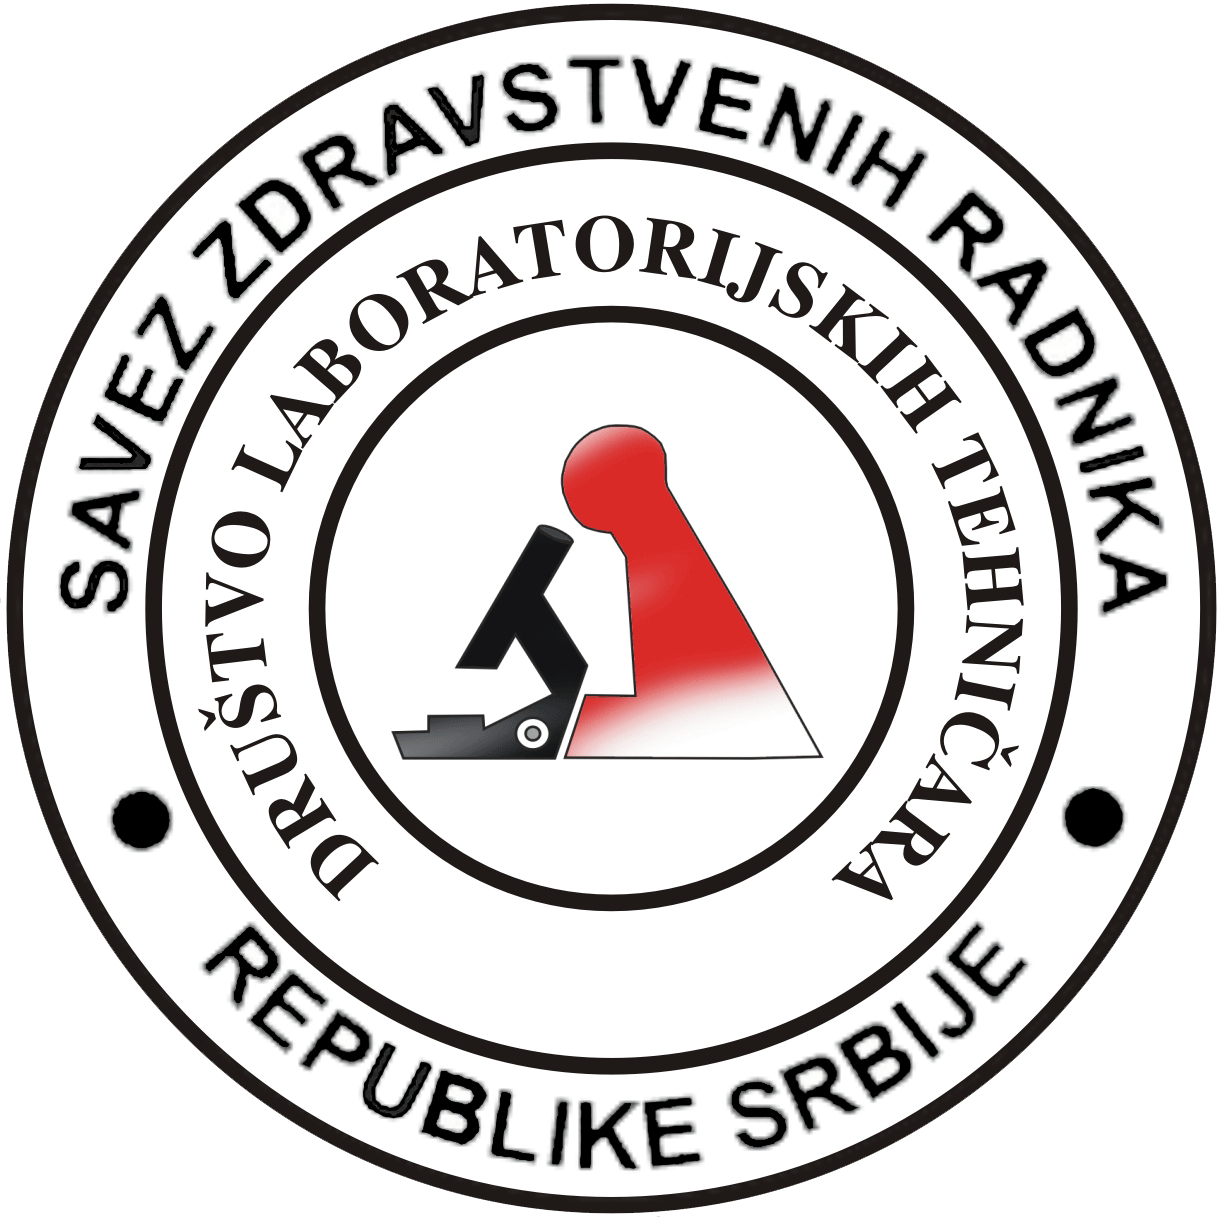 SAVEZ ZDRAVSTVENIH RADNIKA
DRUŠTVO LABORATORIJSKIH TEHNIČARA
REPUBLIKE SRBIJE